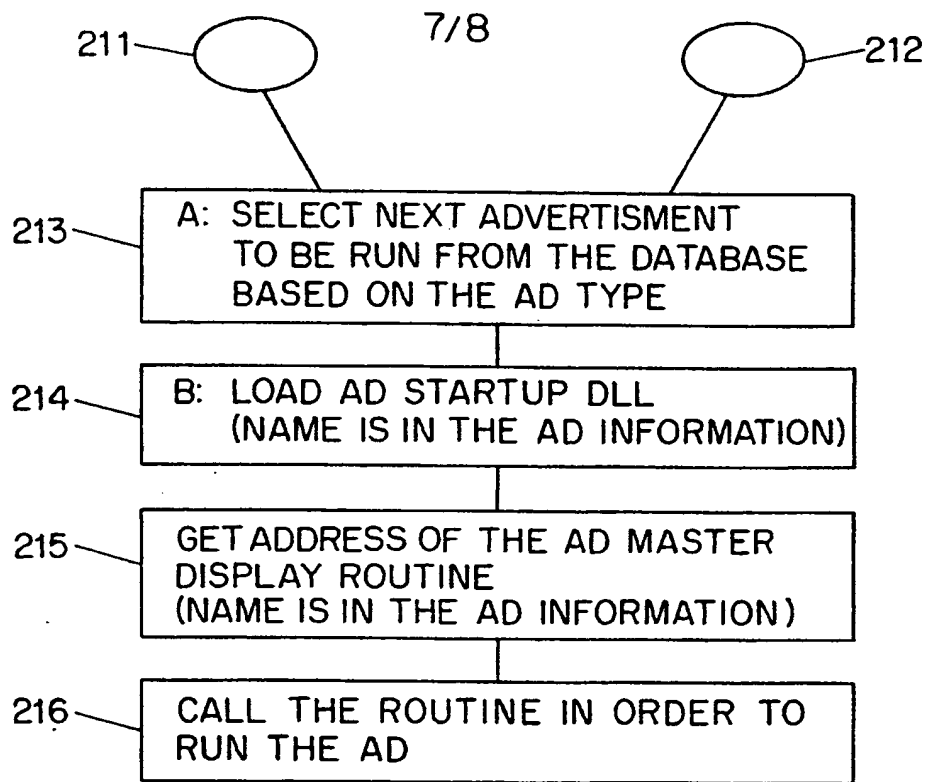 7/8
211
212
213
A: SELECT NEXT ADVERTISMENT
TO BE RUN FROM THE DATABASE
BASED ON THE AD TYPE
214
B: LOAD AD STARTUP DLL
(NAME IS IN THE AD INFORMATION)
215
GET ADDRESS OF THE AD MASTER
DISPLAY ROUTINE
(NAME IS IN THE AD INFORMATION)
216
CALL THE ROUTINE IN ORDER TO
RUN THE AD